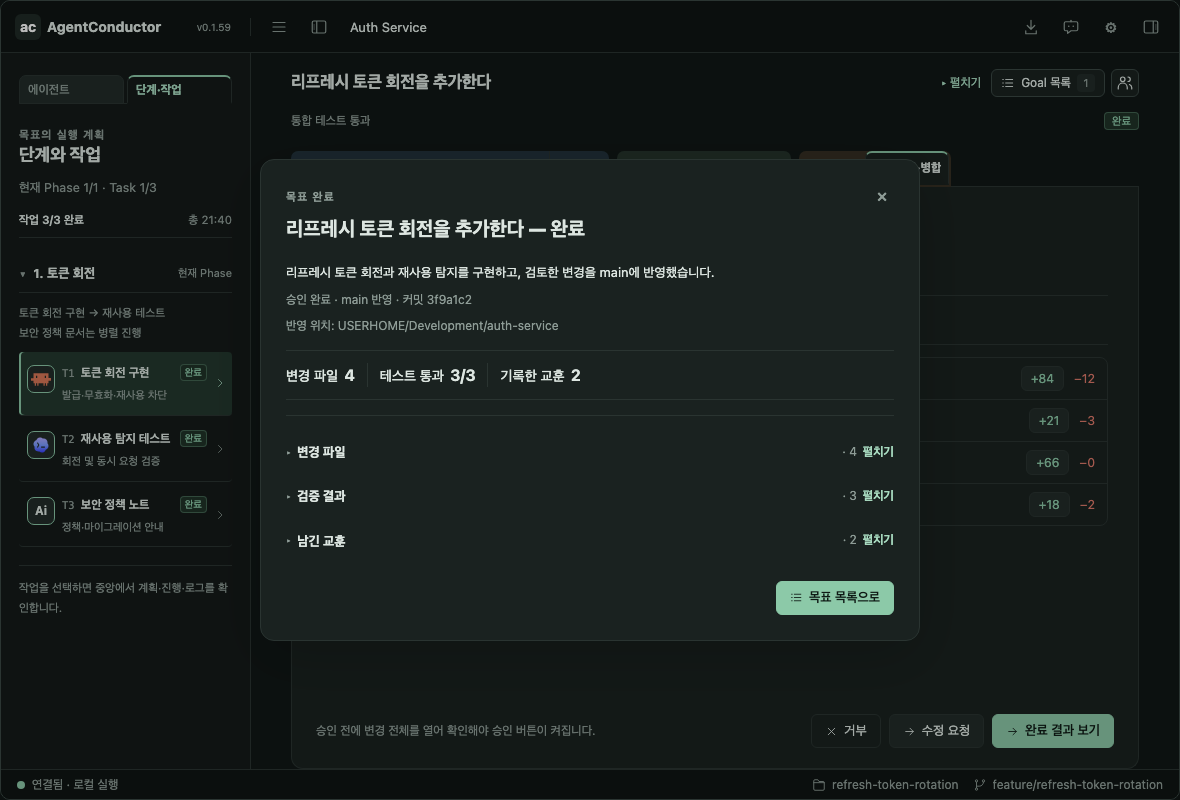 ac AgentConductor v0.1.59 Auth Service
에이전트 단계·작업
목표의 실행 계획
단계와 작업
현재 Phase 1/1 · Task 1/3
작업 3/3 완료 총 21:40
1. 토큰 회전 현재 Phase
토큰 회전 구현 → 재사용 테스트
보안 정책 문서는 병렬 진행
T1 토큰 회전 구현 완료
발급·무효화·재사용 차단
T2 재사용 탐지 테스트 완료
회전 및 동시 요청 검증
Ai T3 보안 정책 노트 완료
정책·마이그레이션 안내
작업을 선택하면 중앙에서 계획·진행·로그를 확
인합니다.
리프레시 토큰 회전을 추가한다
펼치기 Goal 목록 1
통합 테스트 통과 완료
·병합
목표 완료
리프레시 토큰 회전을 추가한다 — 완료
리프레시 토큰 회전과 재사용 탐지를 구현하고, 검토한 변경을 main에 반영했습니다.
승인 완료 · main 반영 · 커밋 3f9a1c2
반영 위치: USERHOME/Development/auth-service
변경 파일 4 테스트 통과 3/3 기록한 교훈 2
변경 파일 · 4 펼치기
검증 결과 · 3 펼치기
남긴 교훈 · 2 펼치기
목표 목록으로
+84 −12
+21 −3
+66 −0
+18 −2
승인 전에 변경 전체를 열어 확인해야 승인 버튼이 켜집니다.
거부 수정 요청 완료 결과 보기
연결됨 · 로컬 실행 refresh-token-rotation feature/refresh-token-rotation